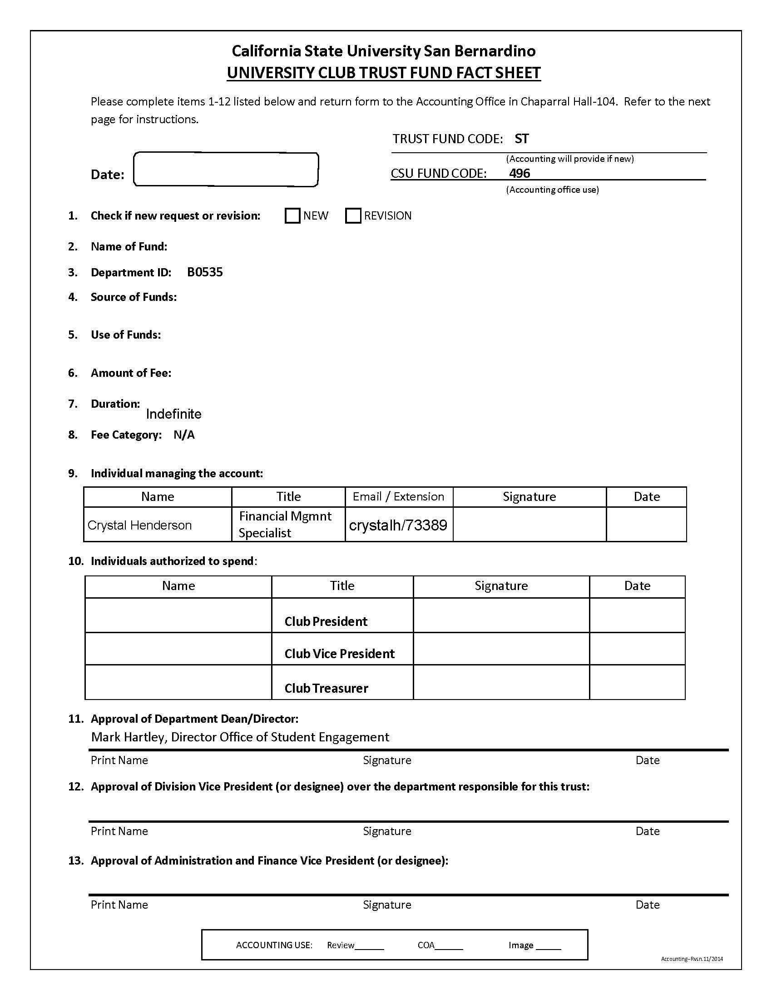 California State University San Bernardino
UNIVERSITY CLUB TRUST FUND FACT SHEET
Please complete items 1-12 listed below and return form to the Accounting Office in Chaparral Hall-104. Refer to the next
page for instructions.
TRUST FUND CODE: ST
(Accounting will provide if new)
Date:
CSU FUND CODE: 496
(Accounting office use)
1. Check if new request or revision: NEW REVISION
2. Name of Fund:
3. Department ID: B0535
4. Source of Funds:
5. Use of Funds:
6. Amount of Fee:
7. Duration:
Indefinite
8. Fee Category: N/A
9. Individual managing the account:
Name Title Email / Extension Signature Date
Crystal Henderson Financial Mgmnt Specialist crystalh/73389
10. Individuals authorized to spend:
Name Title Signature Date
Club President
Club Vice President
Club Treasurer
11. Approval of Department Dean/Director:
Mark Hartley, Director Office of Student Engagement
Print Name Signature Date
12. Approval of Division Vice President (or designee) over the department responsible for this trust:
Print Name Signature Date
13. Approval of Administration and Finance Vice President (or designee):
Print Name Signature Date
ACCOUNTING USE: Review______ COA______ Image _____
Accounting–Rvsn.11/2014